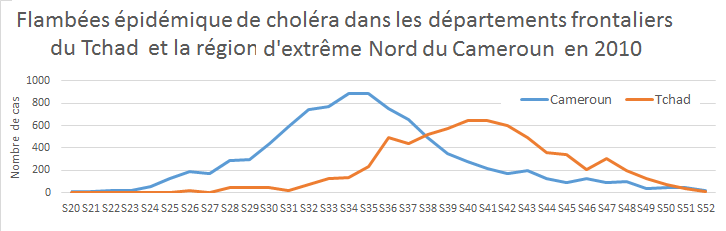 Flambées épidémique de choléra dans les départements frontaliers
du Tchad et la région d'extrême Nord du Cameroun en 2010
Nombre de cas
1000
800
600
400
200
0
Cameroun Tchad
S20 S21 S22 S23 S24 S25 S26 S27 S28 S29 S30 S31 S32 S33 S34 S35 S36 S37 S38 S39 S40 S41 S42 S43 S44 S45 S46 S47 S48 S49 S50 S51 S52